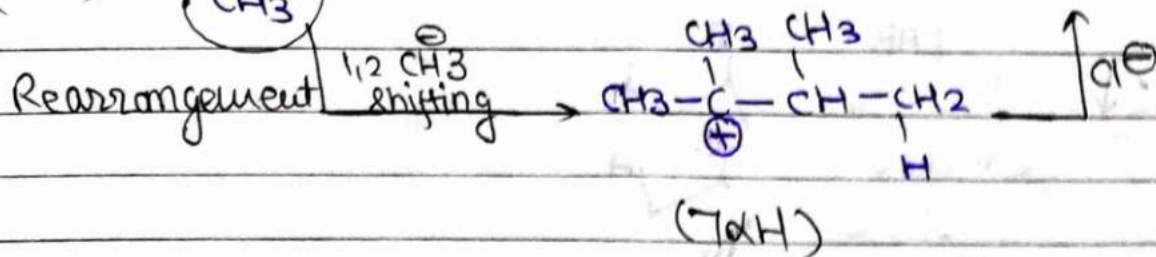 CH3
1,2 CH3 ⊖
Rearrangement shifting
CH3 CH3
CH3-C-CH-CH2
⊕
H
Cl⊖
(7αH)